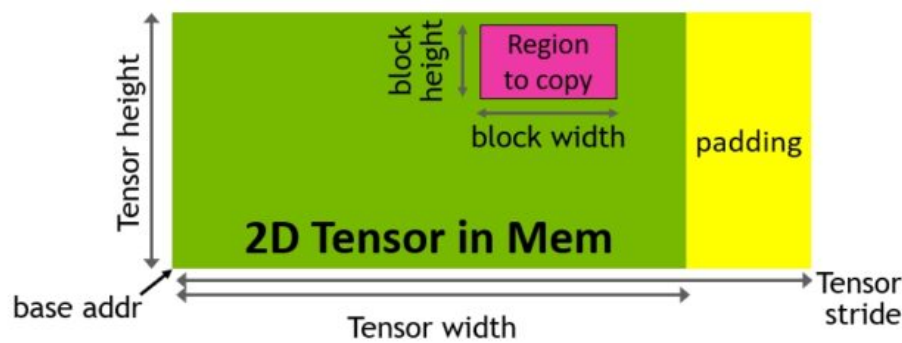 Tensor height
block
height
Region
to copy
block width
padding
2D Tensor in Mem
base addr
Tensor width
Tensor
stride